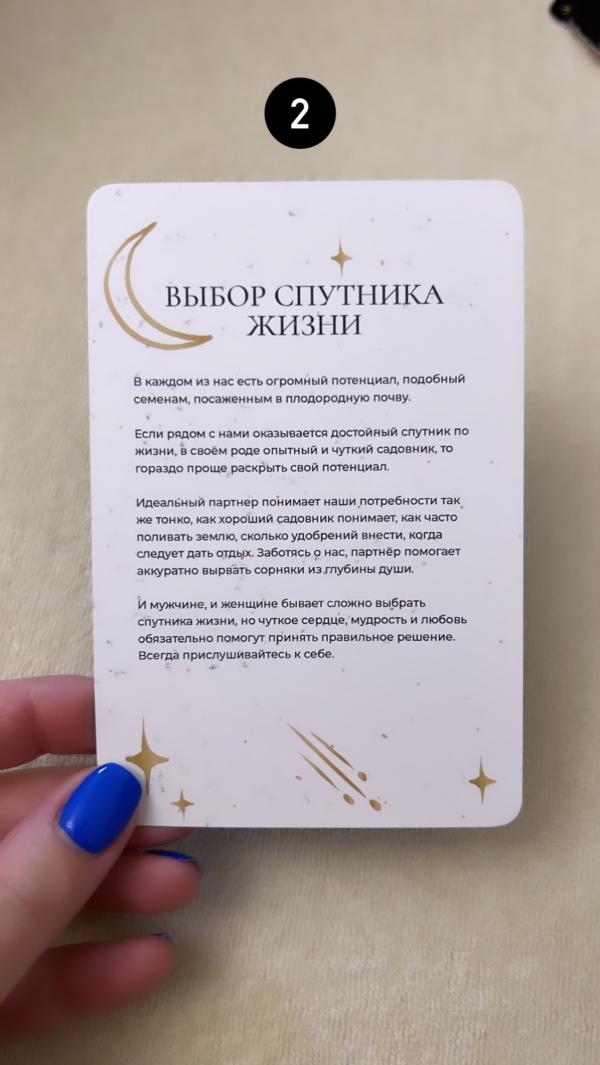 2
ВЫБОР СПУТНИКА
ЖИЗНИ
В каждом из нас есть огромный потенциал, подобный
семенам, посаженным в плодородную почву.
Если рядом с нами оказывается достойный спутник по
жизни, в своём роде опытный и чуткий садовник, то
гораздо проще раскрыть свой потенциал.
Идеальный партнер понимает наши потребности так
же тонко, как хороший садовник понимает, как часто
поливать землю, сколько удобрений внести, когда
следует дать отдых. Заботясь о нас, партнёр помогает
аккуратно вырвать сорняки из глубины души.
И мужчине, и женщине бывает сложно выбрать
спутника жизни, но чуткое сердце, мудрость и любовь
обязательно помогут принять правильное решение.
Всегда прислушивайтесь к себе.